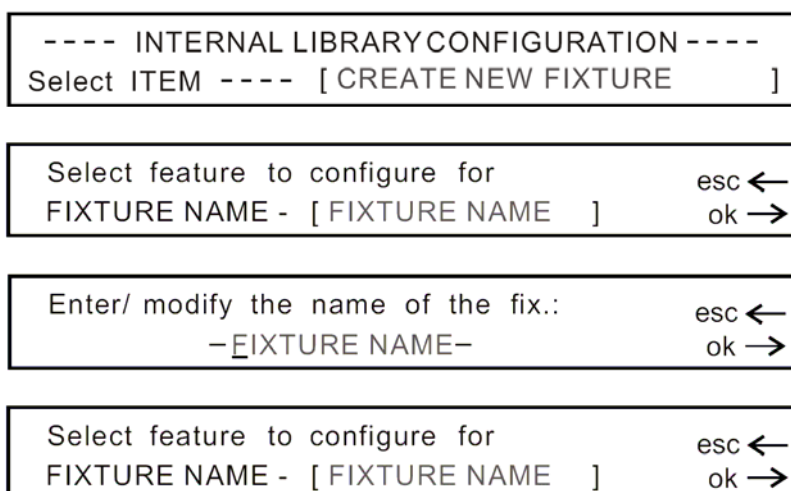 ---- INTERNAL LIBRARY CONFIGURATION ----
Select ITEM ---- [ CREATE NEW FIXTURE ]
Select feature to configure for esc ←
FIXTURE NAME - [ FIXTURE NAME ] ok →
Enter/ modify the name of the fix.: esc ←
–FIXTURE NAME– ok →
Select feature to configure for esc ←
FIXTURE NAME - [ FIXTURE NAME ] ok →